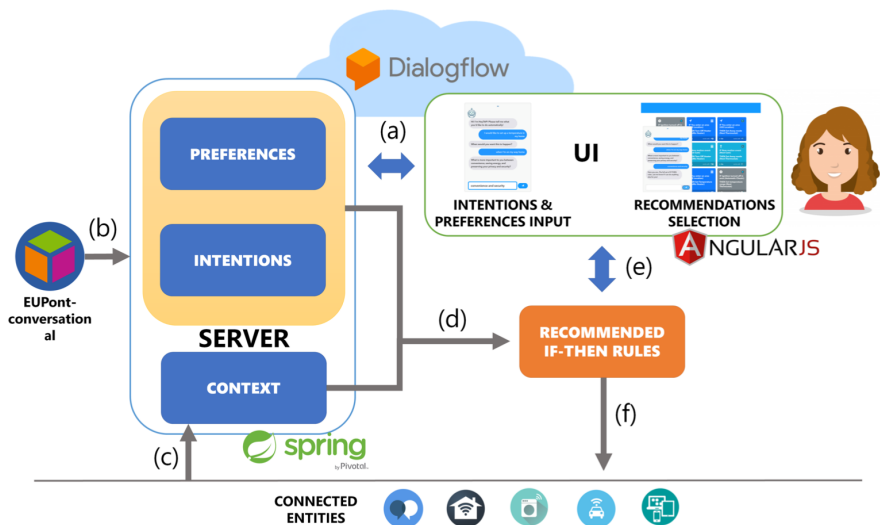 Dialogflow
PREFERENCES
(a)
UI
INTENTIONS &
PREFERENCES INPUT
RECOMMENDATIONS
SELECTION
ANGULARJS
(b)
EUPont-
conversation
al
INTENTIONS
(e)
SERVER
(d)
RECOMMENDED
IF-THEN RULES
CONTEXT
(f)
spring
by Pivotal.
(c)
CONNECTED
ENTITIES